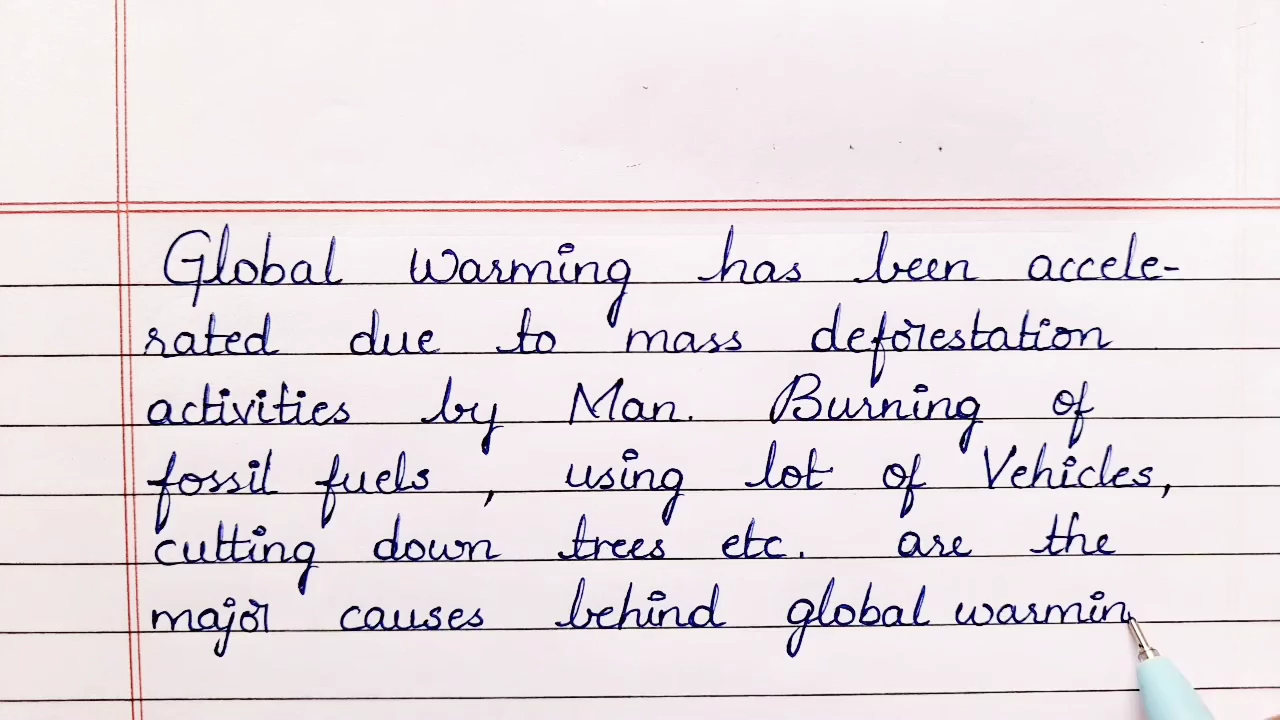 Global warming has been accele-
rated due to mass deforestation
activities by Man. Burning of
fossil fuels , using lot of Vehicles,
cutting down trees etc. are the
major causes behind global warmin